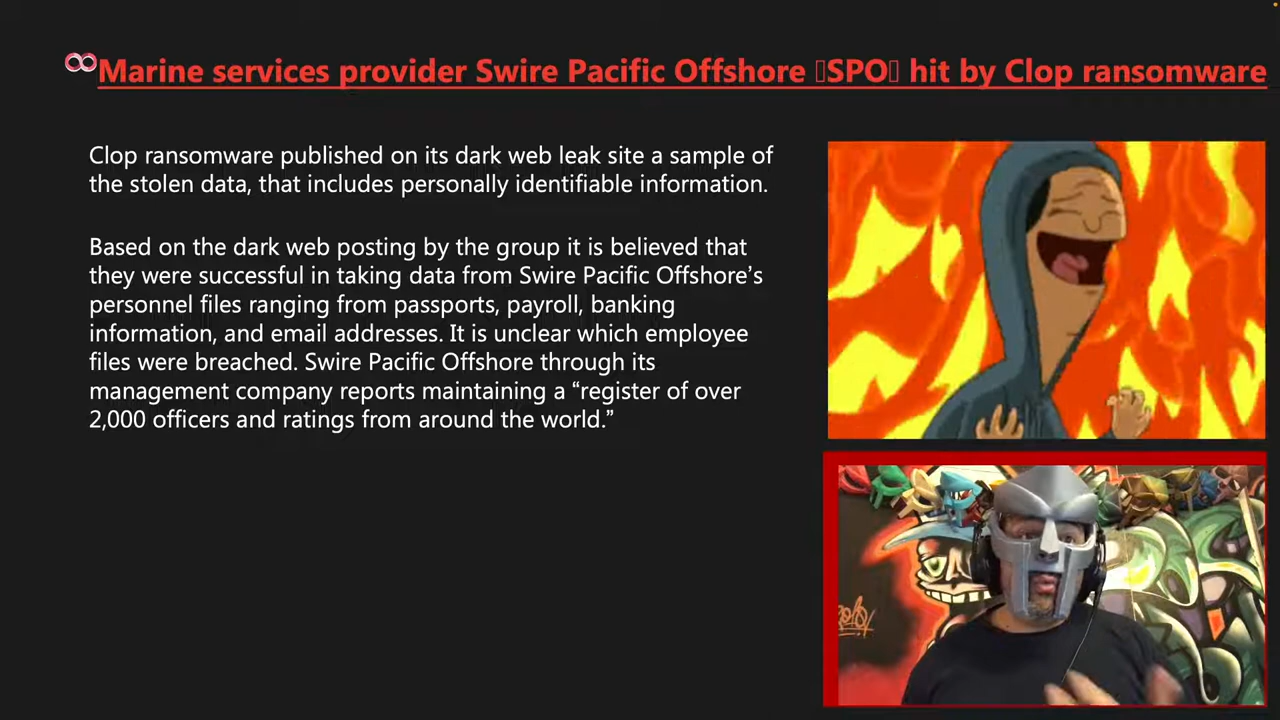 Marine services provider Swire Pacific Offshore ▯SPO▯ hit by Clop ransomware
Clop ransomware published on its dark web leak site a sample of
the stolen data, that includes personally identifiable information.
Based on the dark web posting by the group it is believed that
they were successful in taking data from Swire Pacific Offshore’s
personnel files ranging from passports, payroll, banking
information, and email addresses. It is unclear which employee
files were breached. Swire Pacific Offshore through its
management company reports maintaining a “register of over
2,000 officers and ratings from around the world.”